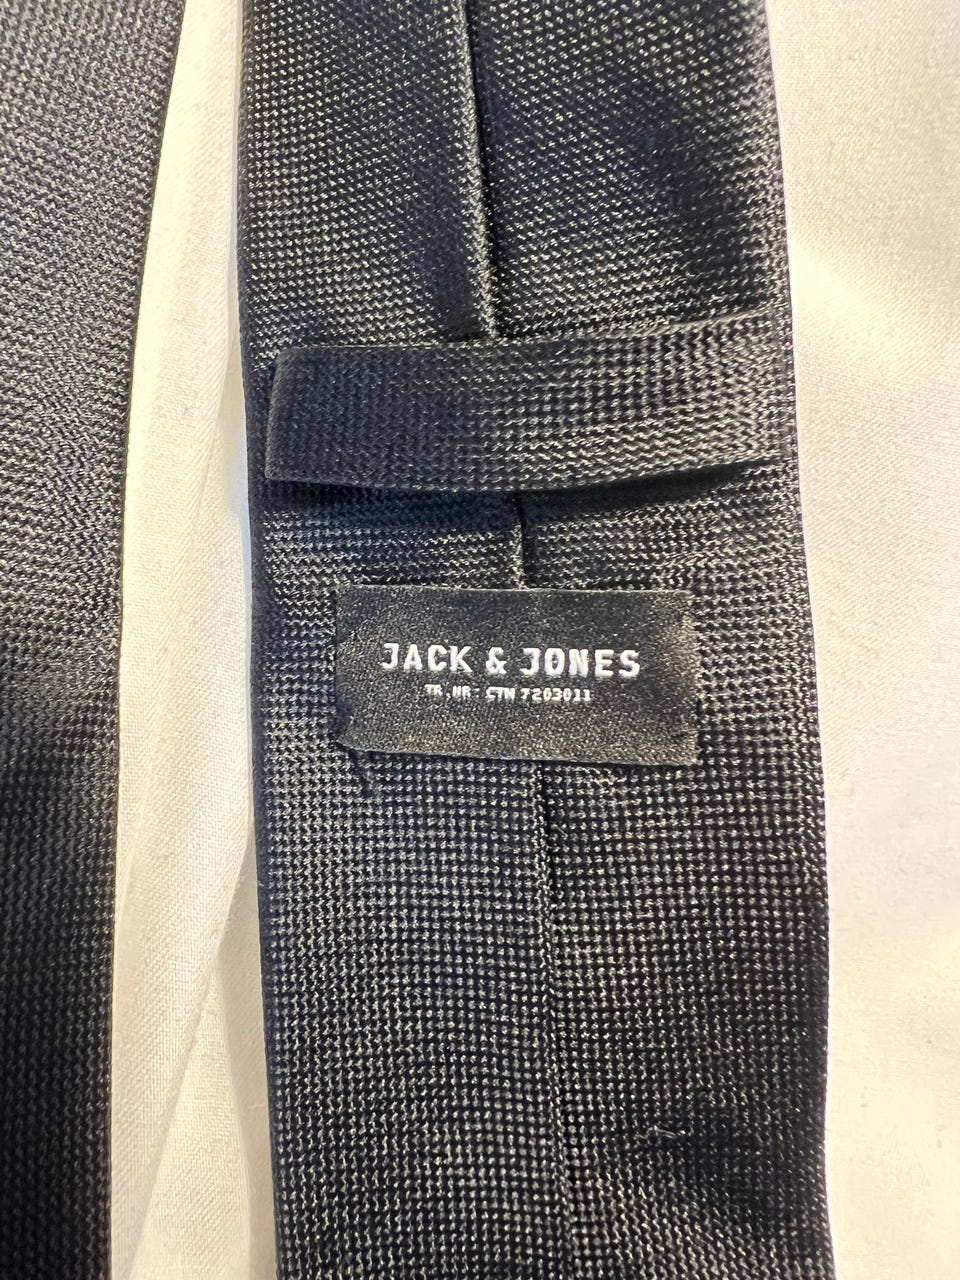 JACK & JONES
TR.NR: CTM 7203011